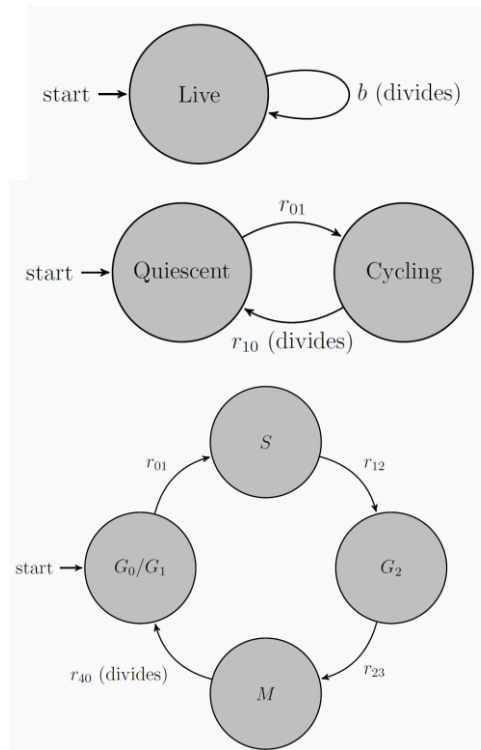 start
Live
b (divides)
r₀₁
start
Quiescent
Cycling
r₁₀ (divides)
S
r₀₁
r₁₂
start
G₀/G₁
G₂
r₄₀ (divides)
r₂₃
M